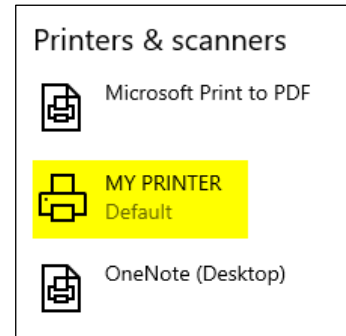 Printers & scanners
Microsoft Print to PDF
MY PRINTER
Default
OneNote (Desktop)